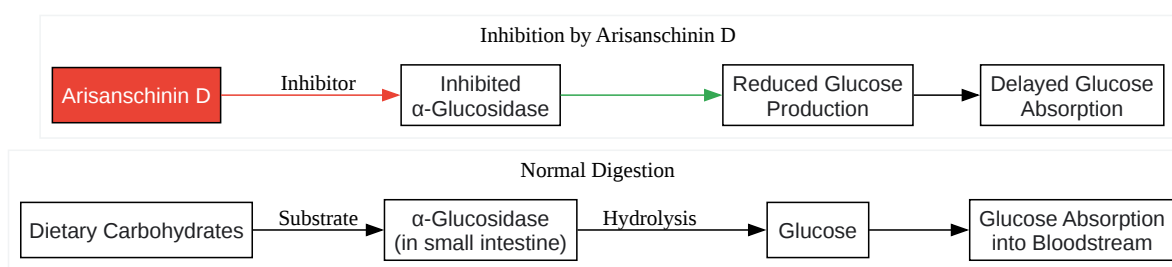 Inhibition by Arisanschinin D
Arisanschinin D
Inhibitor
Inhibited
α-Glucosidase
Reduced Glucose
Production
Delayed Glucose
Absorption
Normal Digestion
Dietary Carbohydrates
Substrate
α-Glucosidase
(in small intestine)
Hydrolysis
Glucose
Glucose Absorption
into Bloodstream